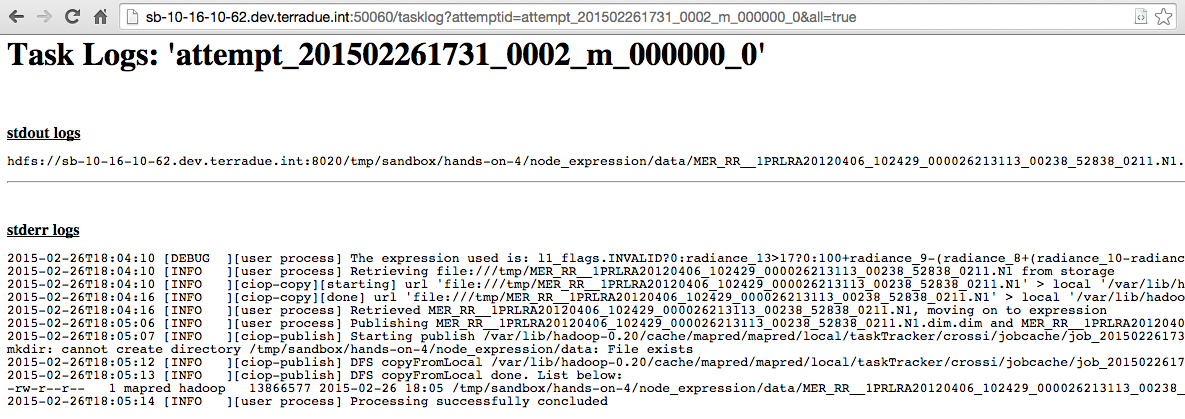 sb-10-16-10-62.dev.terradue.int:50060/tasklog?attemptid=attempt_201502261731_0002_m_000000_0&all=true
Task Logs: 'attempt_201502261731_0002_m_000000_0'
stdout logs
hdfs://sb-10-16-10-62.dev.terradue.int:8020/tmp/sandbox/hands-on-4/node_expression/data/MER_RR__1PRLRA20120406_102429_000026213113_00238_52838_0211.N1.
stderr logs
2015-02-26T18:04:10 [DEBUG  ][user process] The expression used is: l1_flags.INVALID?0:radiance_13>17?0:100+radiance_9-(radiance_8+(radiance_10-radianc
2015-02-26T18:04:10 [INFO   ][user process] Retrieving file:///tmp/MER_RR__1PRLRA20120406_102429_000026213113_00238_52838_0211.N1 from storage
2015-02-26T18:04:10 [INFO   ][ciop-copy][starting] url 'file:///tmp/MER_RR__1PRLRA20120406_102429_000026213113_00238_52838_0211.N1' > local '/var/lib/h
2015-02-26T18:04:16 [INFO   ][ciop-copy][done] url 'file:///tmp/MER_RR__1PRLRA20120406_102429_000026213113_00238_52838_0211.N1' > local '/var/lib/hadoo
2015-02-26T18:04:16 [INFO   ][user process] Retrieved MER_RR__1PRLRA20120406_102429_000026213113_00238_52838_0211.N1, moving on to expression
2015-02-26T18:05:06 [INFO   ][user process] Publishing MER_RR__1PRLRA20120406_102429_000026213113_00238_52838_0211.N1.dim.dim and MER_RR__1PRLRA2012040
2015-02-26T18:05:07 [INFO   ][ciop-publish] Starting publish /var/lib/hadoop-0.20/cache/mapred/mapred/local/taskTracker/crossi/jobcache/job_20150226173
mkdir: cannot create directory /tmp/sandbox/hands-on-4/node_expression/data: File exists
2015-02-26T18:05:12 [INFO   ][ciop-publish] DFS copyFromLocal /var/lib/hadoop-0.20/cache/mapred/mapred/local/taskTracker/crossi/jobcache/job_2015022617
2015-02-26T18:05:13 [INFO   ][ciop-publish] DFS copyFromLocal done. List below:
-rw-r--r--   1 mapred hadoop   13866577 2015-02-26 18:05 /tmp/sandbox/hands-on-4/node_expression/data/MER_RR__1PRLRA20120406_102429_000026213113_00238_
2015-02-26T18:05:14 [INFO   ][user process] Processing successfully concluded